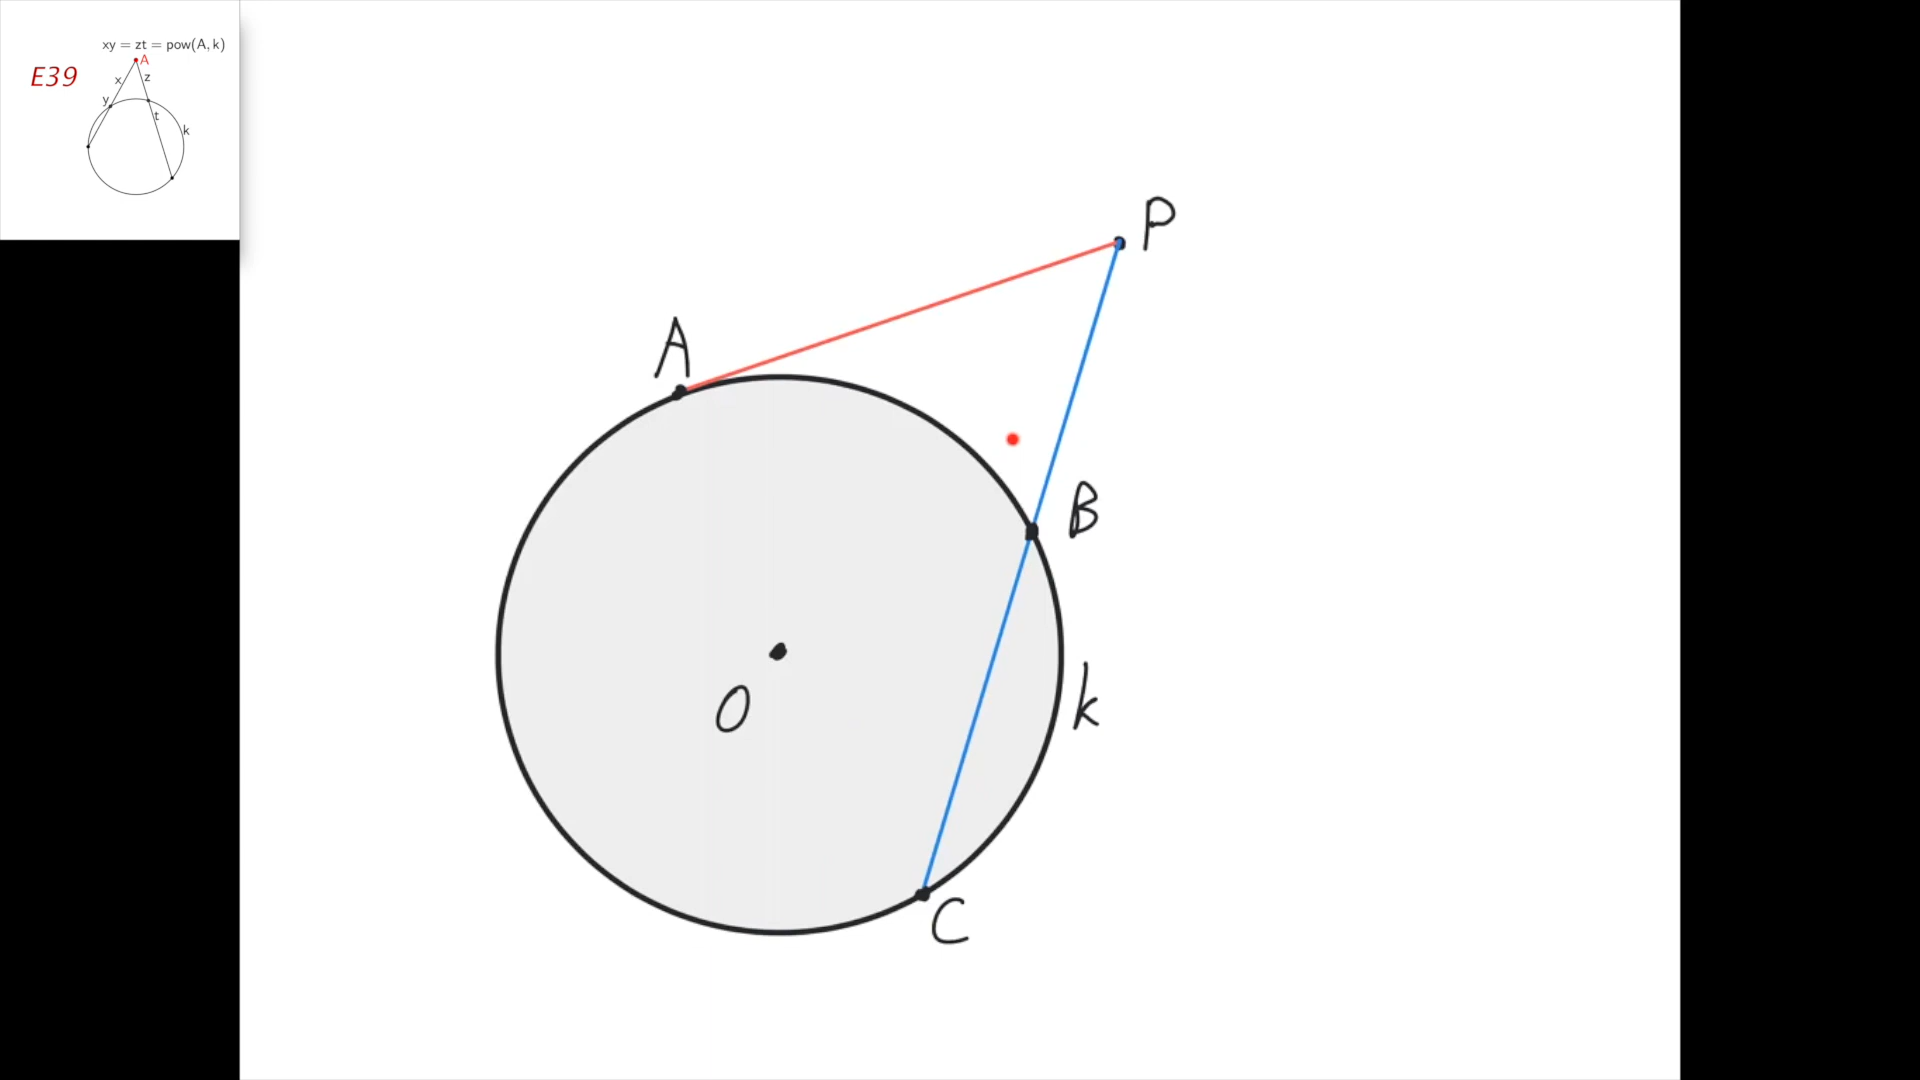 xy = zt = pow(A, k)
A
E39
x z
y
t
k
P
A
B
O
k
C